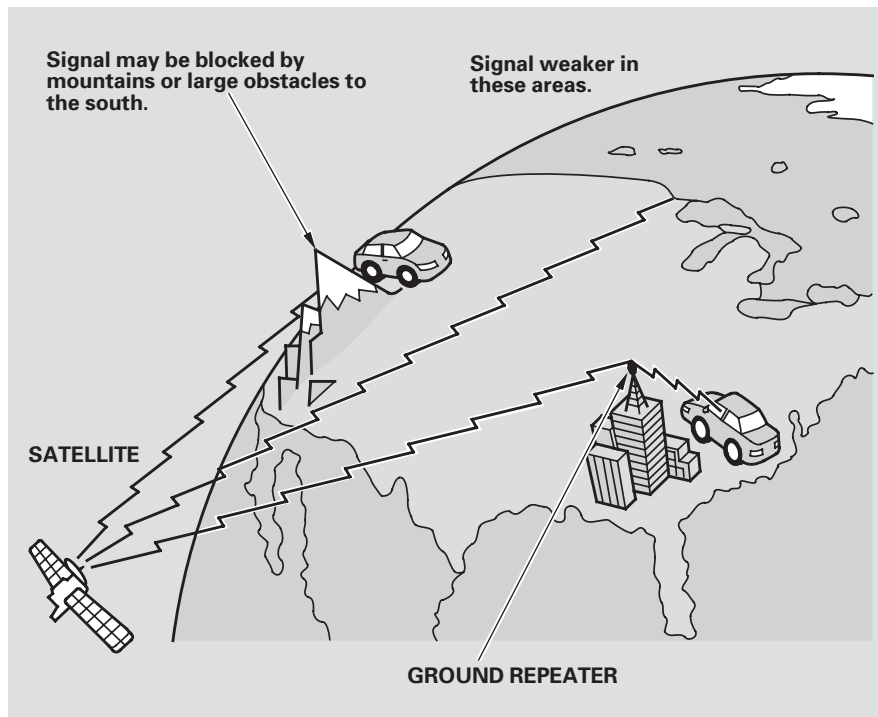 Signal may be blocked by
mountains or large obstacles to
the south.
Signal weaker in
these areas.
SATELLITE
GROUND REPEATER